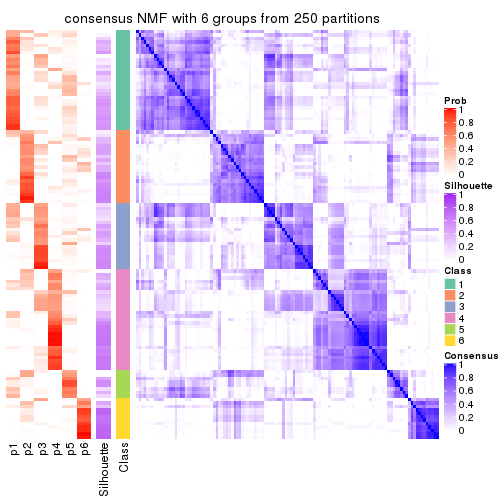 consensus NMF with 6 groups from 250 partitions
Prob
1
0.8
0.6
0.4
0.2
0
Silhouette
1
0.8
0.6
0.4
0.2
0
Class
1
2
3
4
5
6
Consensus
1
0.8
0.6
0.4
0.2
0
p1
p2
p3
p4
p5
p6
Silhouette
Class